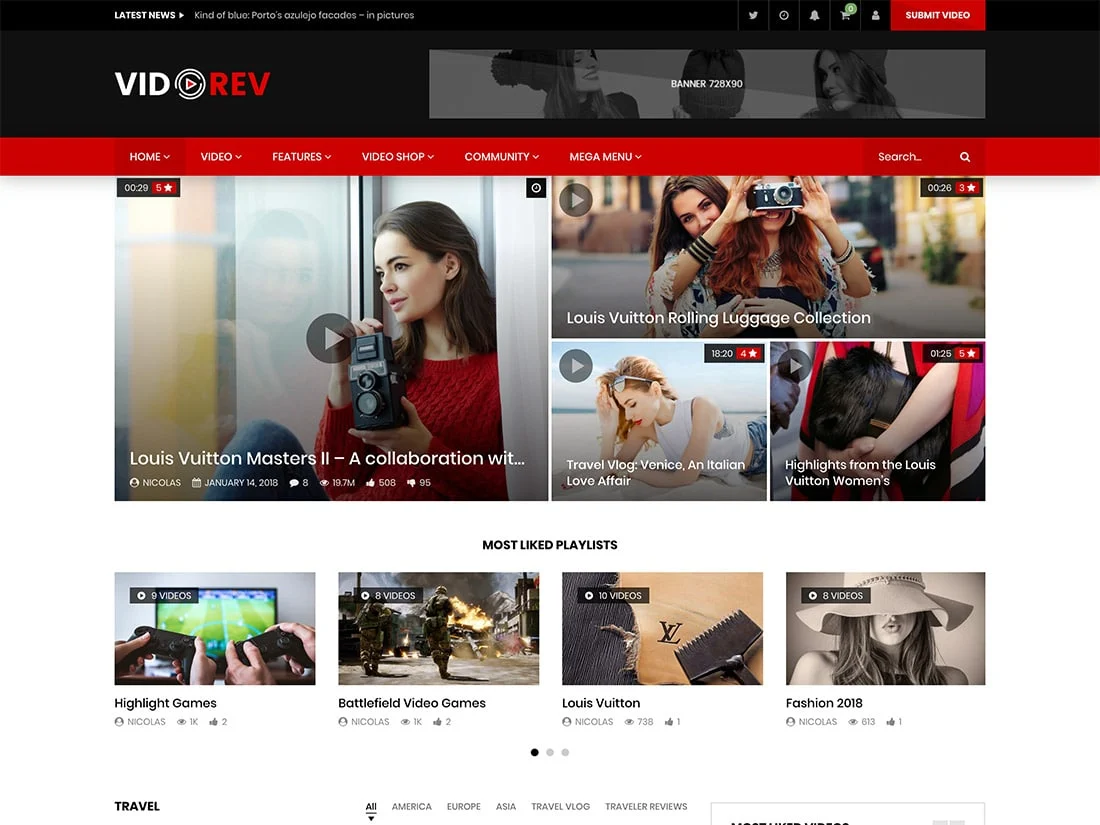 LATEST NEWS
Kind of blue: Porto's azulejo facades – in pictures
0
SUBMIT VIDEO
VIDOREV
BANNER 728X90
HOME
VIDEO
FEATURES
VIDEO SHOP
COMMUNITY
MEGA MENU
Search...
00:29 5
Louis Vuitton Masters II – A collaboration wit...
NICOLAS JANUARY 14, 2018 8 19.7M 508 95
00:26 3
Louis Vuitton Rolling Luggage Collection
18:20 4
Travel Vlog: Venice, An Italian
Love Affair
01:25 5
Highlights from the Louis
Vuitton Women's
MOST LIKED PLAYLISTS
9 VIDEOS
Highlight Games
NICOLAS 1K 2
8 VIDEOS
Battlefield Video Games
NICOLAS 1K 2
10 VIDEOS
LV
Louis Vuitton
NICOLAS 738 1
8 VIDEOS
Fashion 2018
NICOLAS 613 1
TRAVEL
All
AMERICA
EUROPE
ASIA
TRAVEL VLOG
TRAVELER REVIEWS
MOST LIKED VIDEOS